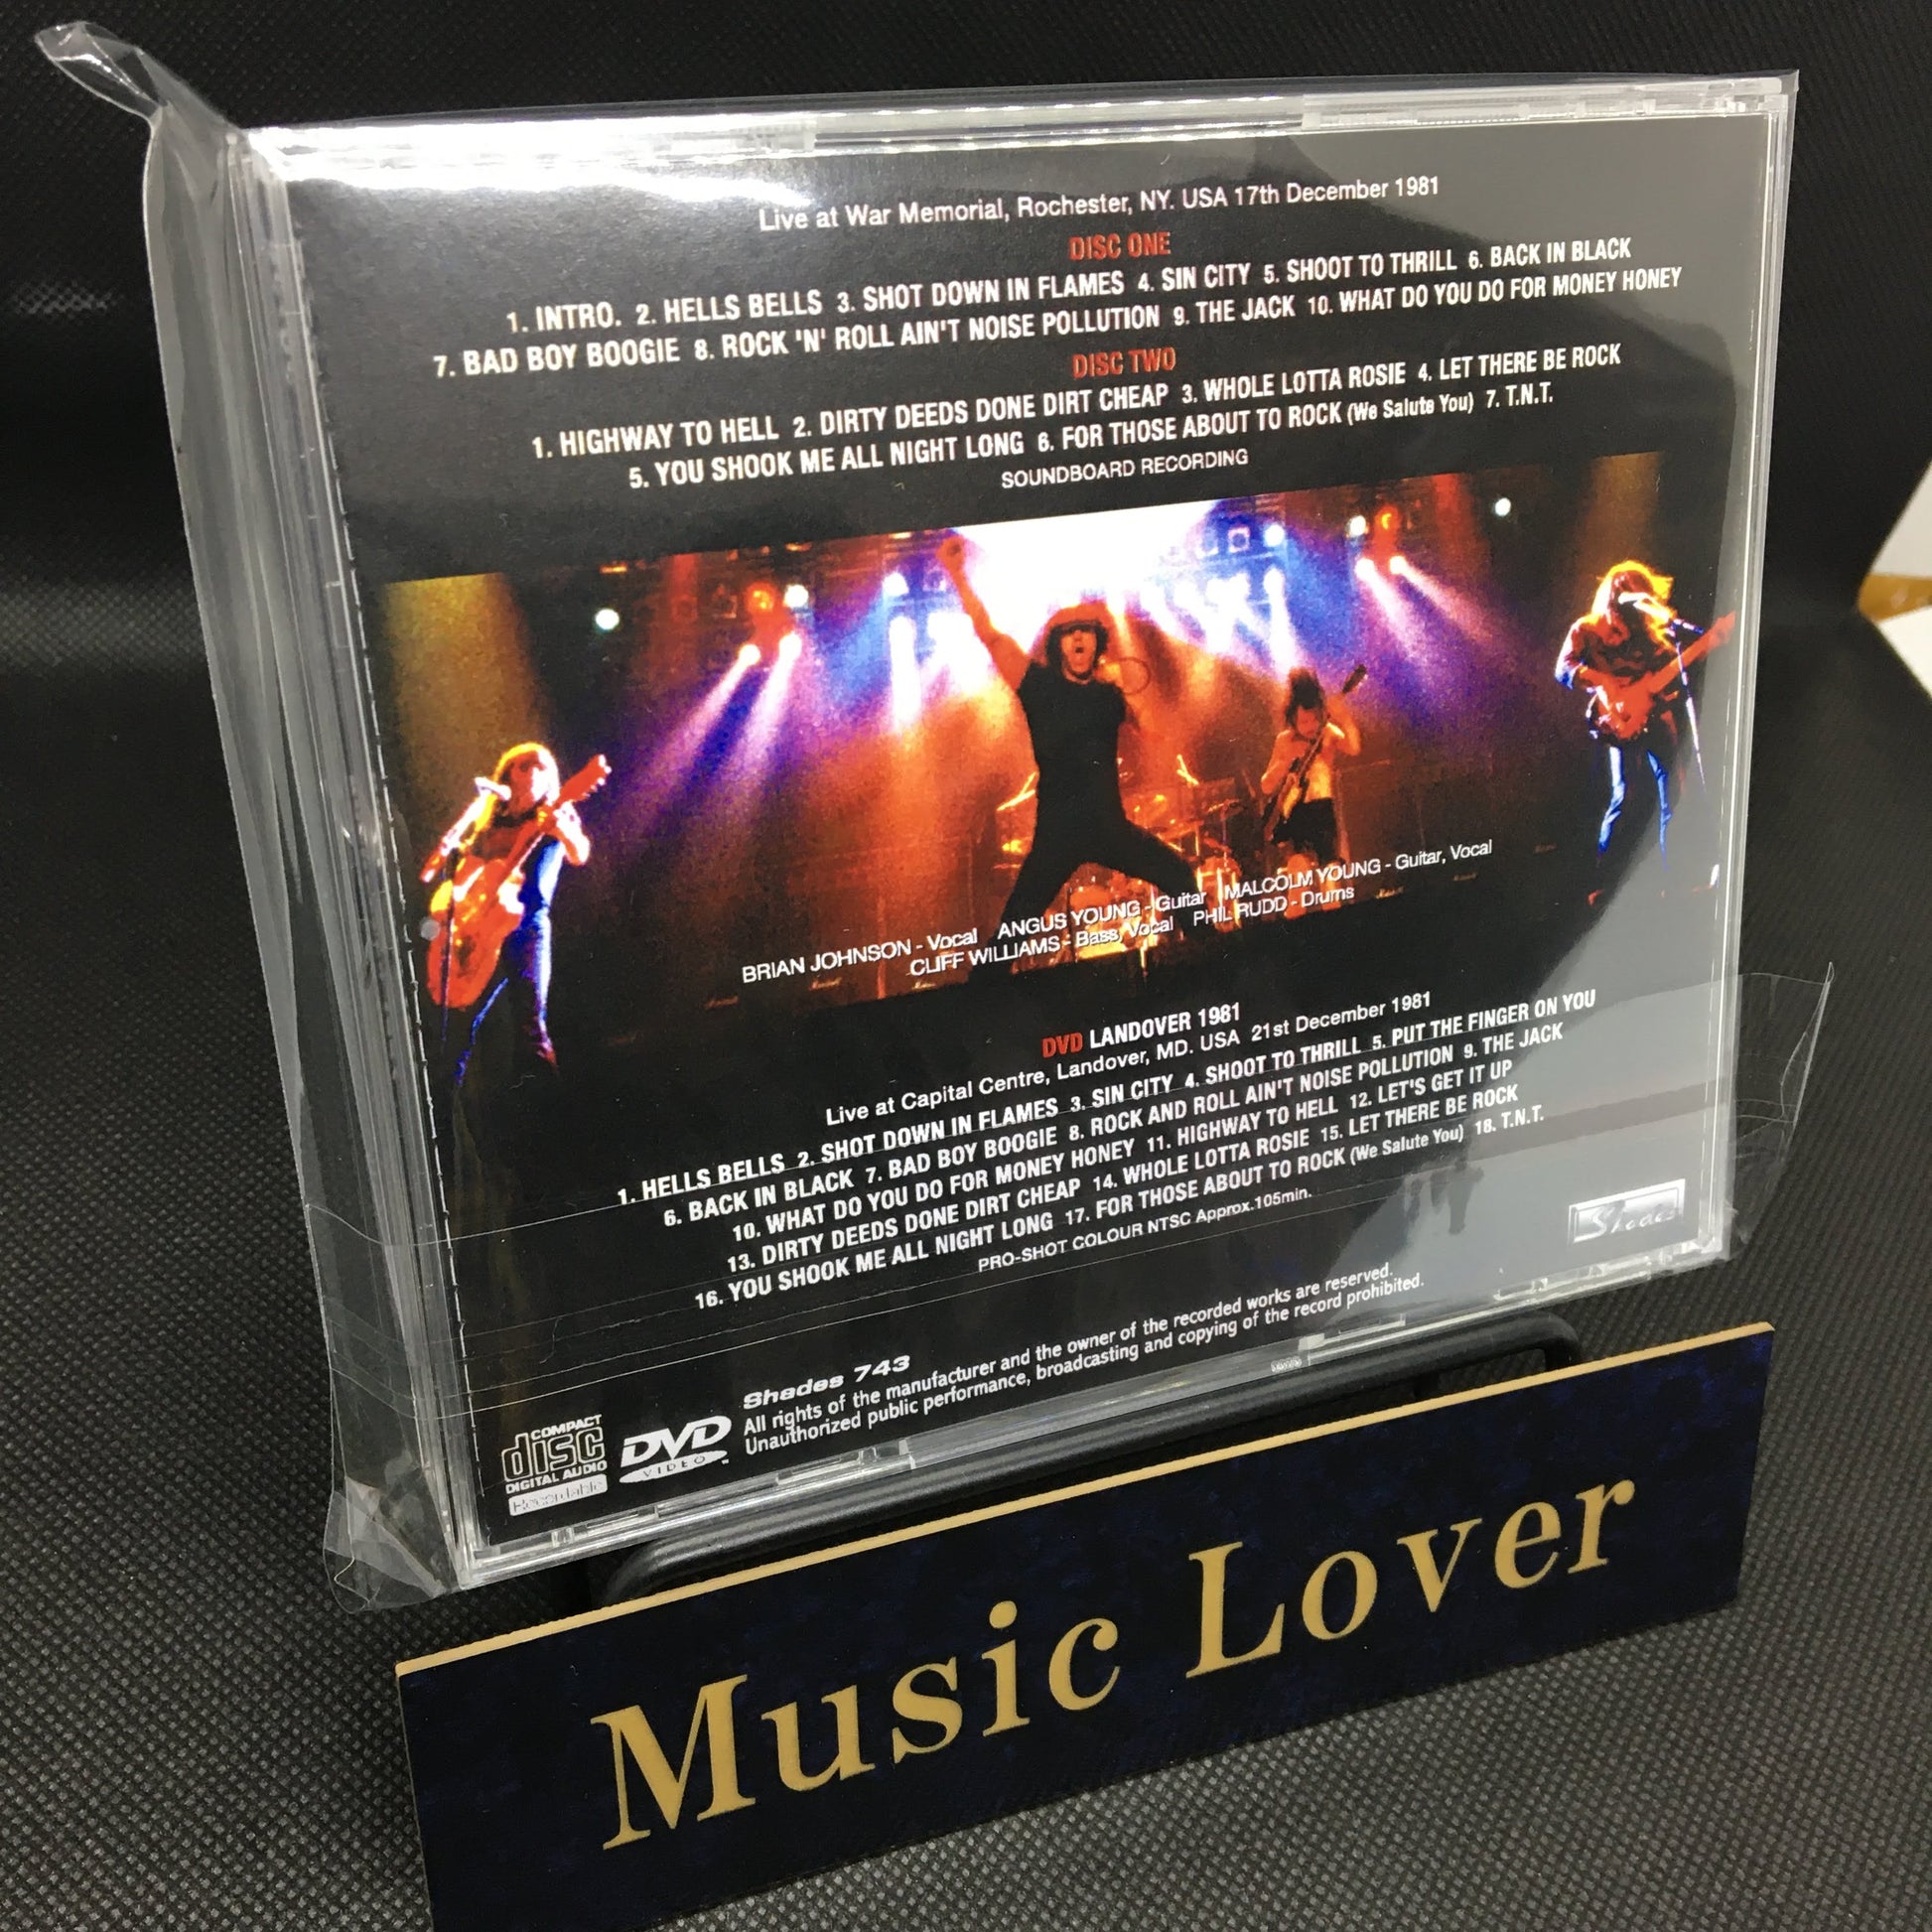 Live at War Memorial, Rochester, NY. USA 17th December 1981
DISC ONE
1. INTRO. 2. HELLS BELLS 3. SHOT DOWN IN FLAMES 4. SIN CITY 5. SHOOT TO THRILL 6. BACK IN BLACK
7. BAD BOY BOOGIE 8. ROCK 'N' ROLL AIN'T NOISE POLLUTION 9. THE JACK 10. WHAT DO YOU DO FOR MONEY HONEY
DISC TWO
1. HIGHWAY TO HELL 2. DIRTY DEEDS DONE DIRT CHEAP 3. WHOLE LOTTA ROSIE 4. LET THERE BE ROCK
5. YOU SHOOK ME ALL NIGHT LONG 6. FOR THOSE ABOUT TO ROCK (We Salute You) 7. T.N.T.
SOUNDBOARD RECORDING
BRIAN JOHNSON - Vocal ANGUS YOUNG - Guitar MALCOLM YOUNG - Guitar, Vocal
CLIFF WILLIAMS - Bass, Vocal PHIL RUDD - Drums
DVD LANDOVER 1981
Live at Capital Centre, Landover, MD. USA 21st December 1981
1. HELLS BELLS 2. SHOT DOWN IN FLAMES 3. SIN CITY 4. SHOOT TO THRILL 5. PUT THE FINGER ON YOU
6. BACK IN BLACK 7. BAD BOY BOOGIE 8. ROCK AND ROLL AIN'T NOISE POLLUTION 9. THE JACK
10. WHAT DO YOU DO FOR MONEY HONEY 11. HIGHWAY TO HELL 12. LET'S GET IT UP
13. DIRTY DEEDS DONE DIRT CHEAP 14. WHOLE LOTTA ROSIE 15. LET THERE BE ROCK
16. YOU SHOOK ME ALL NIGHT LONG 17. FOR THOSE ABOUT TO ROCK (We Salute You) 18. T.N.T.
PRO-SHOT COLOUR NTSC Approx.105min.
Shades
Shades 743
All rights of the manufacturer and the owner of the recorded works are reserved.
Unauthorized public performance, broadcasting and copying of the record prohibited.
COMPACT
disc
DIGITAL AUDIO
Recordable
DVD
VIDEO
Music Lover